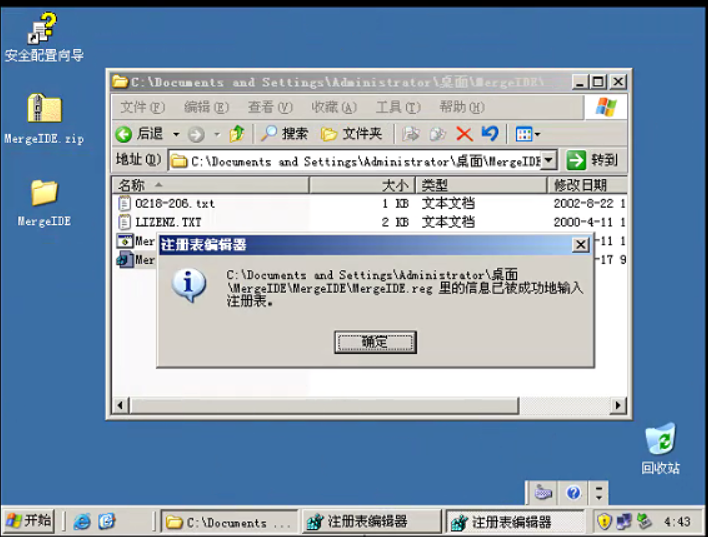 安全配置向导
MergeIDE.zip
MergeIDE
C:\Documents and Settings\Administrator\桌面\MergeIDE\
文件(F) 编辑(E) 查看(V) 收藏(A) 工具(T) 帮助(H)
后退 搜索 文件夹
地址(D) C:\Documents and Settings\Administrator\桌面\MergeIDE 转到
名称 大小 类型 修改日期
0218-206.txt 1 KB 文本文档 2002-8-22 1
LIZENZ.TXT 2 KB 文本文档 2000-4-11 1
Mer -11 1
Mer -17 9
注册表编辑器
C:\Documents and Settings\Administrator\桌面
\MergeIDE\MergeIDE\MergeIDE.reg 里的信息已被成功地输入
注册表。
确定
回收站
开始 C:\Documents ... 注册表编辑器 注册表编辑器 4:43